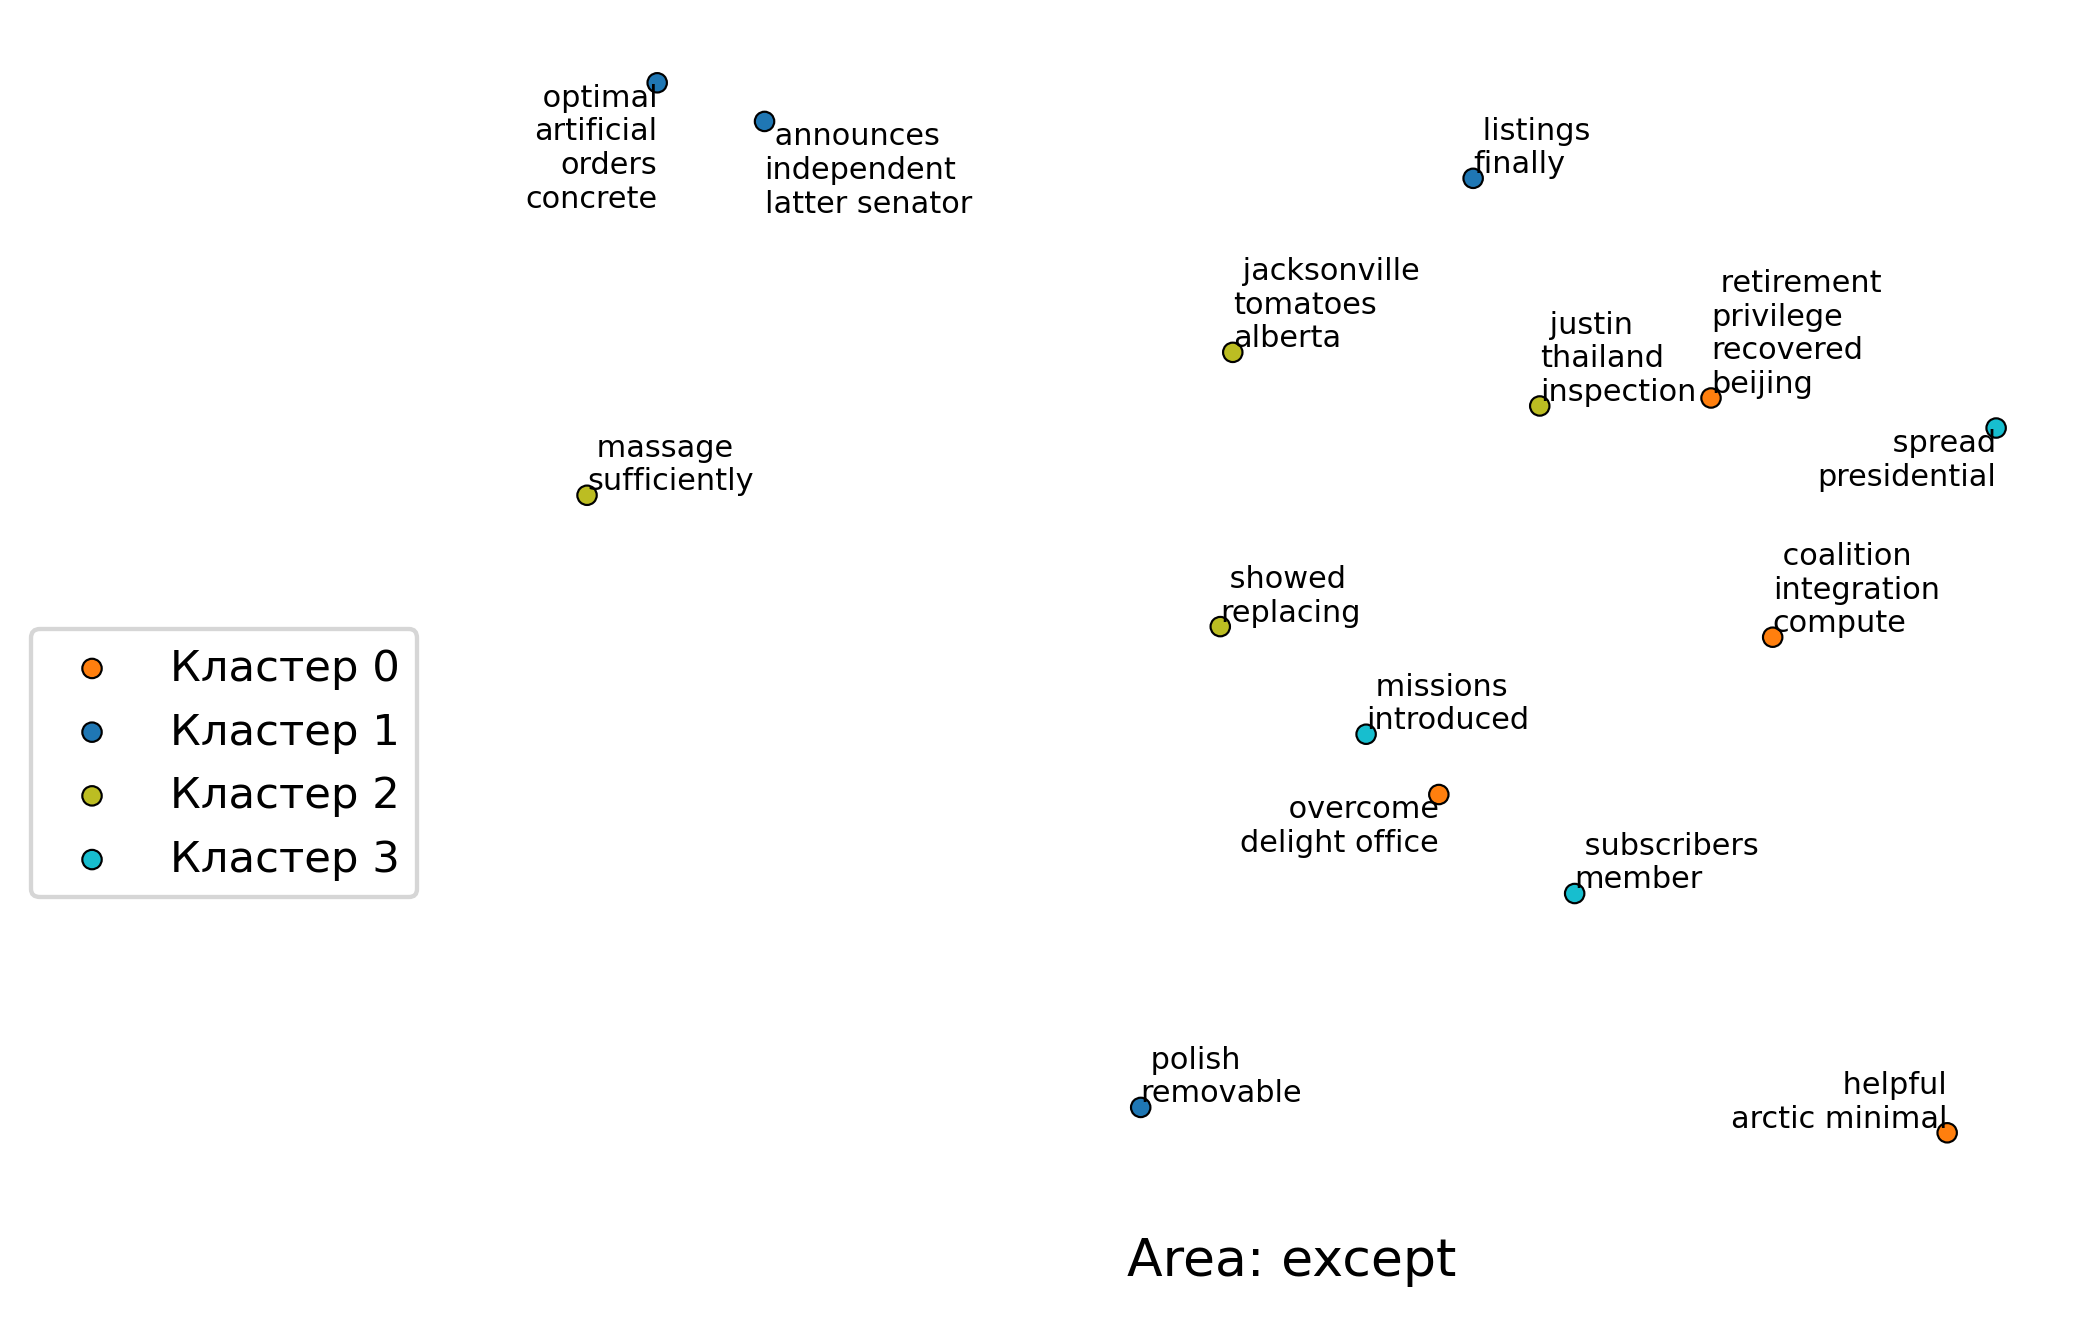 optimal
artificial
orders
concrete
announces
independent
latter senator
listings
finally
jacksonville
tomatoes
alberta
justin
thailand
inspection
retirement
privilege
recovered
beijing
spread
presidential
massage
sufficiently
showed
replacing
coalition
integration
compute
missions
introduced
overcome
delight office
subscribers
member
Кластер 0
Кластер 1
Кластер 2
Кластер 3
polish
removable
helpful
arctic minimal
Area: except